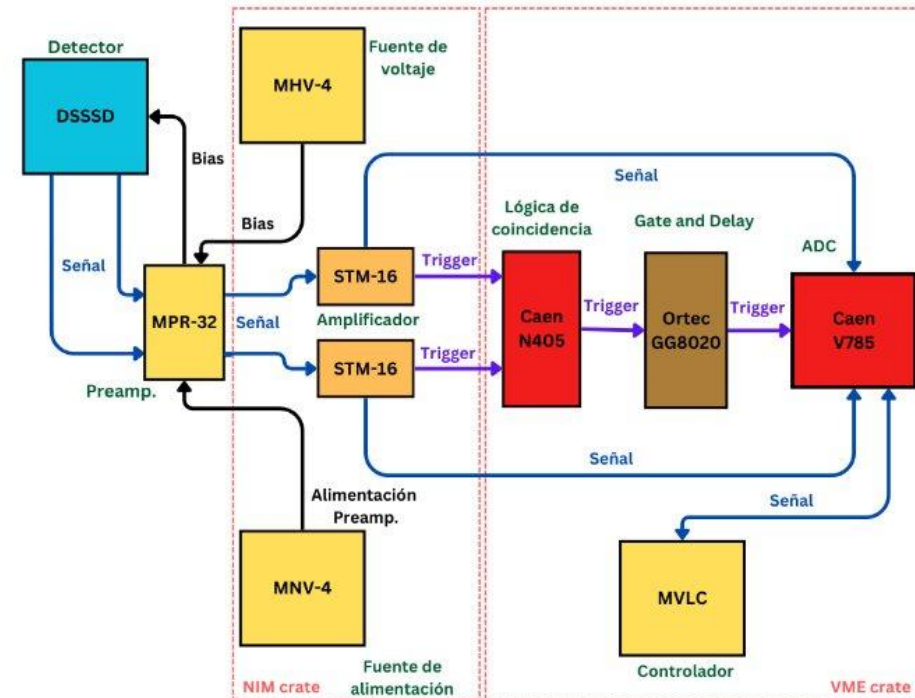 Detector
DSSSD
Bias
Señal
MPR-32
Preamp.
Fuente de
voltaje
MHV-4
Bias
Señal
STM-16
Amplificador
STM-16
Trigger
Trigger
Alimentación
Preamp.
MNV-4
Fuente de
alimentación
NIM crate
Señal
Lógica de
coincidencia
Caen
N405
Trigger
Gate and Delay
Ortec
GG8020
Trigger
ADC
Caen
V785
Señal
Señal
MVLC
Controlador
VME crate